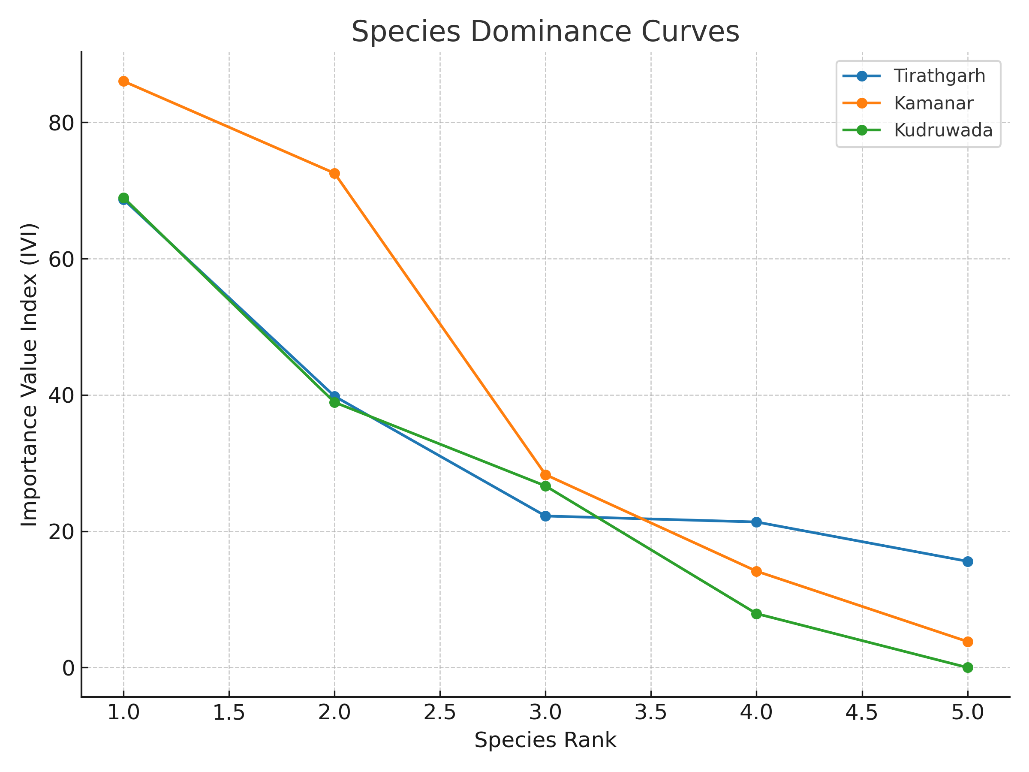 Species Dominance Curves
Tirathgarh
Kamanar
Kudruwada
Importance Value Index (IVI)
80
60
40
20
0
1.0 1.5 2.0 2.5 3.0 3.5 4.0 4.5 5.0
Species Rank